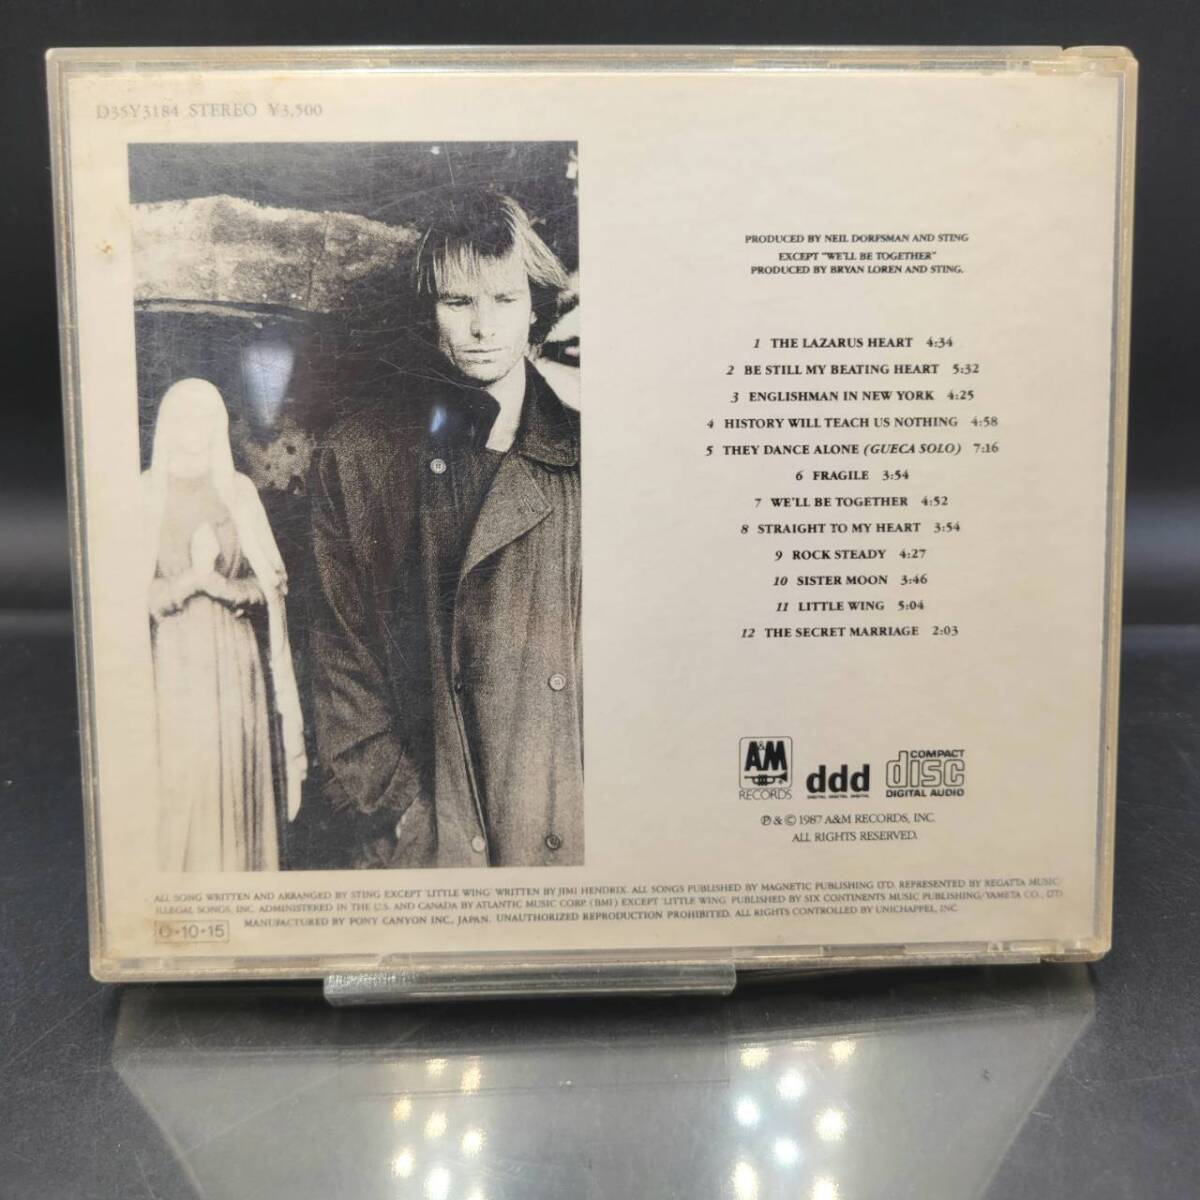 D35Y3184 STEREO ¥3,500
PRODUCED BY NEIL DORFSMAN AND STING
EXCEPT "WE'LL BE TOGETHER"
PRODUCED BY BRYAN LOREN AND STING.
1 THE LAZARUS HEART 4:34
2 BE STILL MY BEATING HEART 5:32
3 ENGLISHMAN IN NEW YORK 4:25
4 HISTORY WILL TEACH US NOTHING 4:58
5 THEY DANCE ALONE (GUECA SOLO) 7:16
6 FRAGILE 3:54
7 WE'LL BE TOGETHER 4:52
8 STRAIGHT TO MY HEART 3:54
9 ROCK STEADY 4:27
10 SISTER MOON 3:46
11 LITTLE WING 5:04
12 THE SECRET MARRIAGE 2:03
A&M
RECORDS
ddd
DIGITAL DIGITAL DIGITAL
COMPACT
disc
DIGITAL AUDIO
℗ & © 1987 A&M RECORDS, INC.
ALL RIGHTS RESERVED.
ALL SONG WRITTEN AND ARRANGED BY STING EXCEPT 'LITTLE WING' WRITTEN BY JIMI HENDRIX. ALL SONGS PUBLISHED BY MAGNETIC PUBLISHING LTD. REPRESENTED BY REGATTA MUSIC/
ILLEGAL SONGS, INC. ADMINISTERED IN THE U.S. AND CANADA BY ATLANTIC MUSIC CORP. (BMI) EXCEPT 'LITTLE WING' PUBLISHED BY SIX CONTINENTS MUSIC PUBLISHING/YAMETA CO., LTD
MANUFACTURED BY PONY CANYON INC., JAPAN. UNAUTHORIZED REPRODUCTION PROHIBITED. ALL RIGHTS CONTROLLED BY UNICHAPPEL, INC.
O•10•15